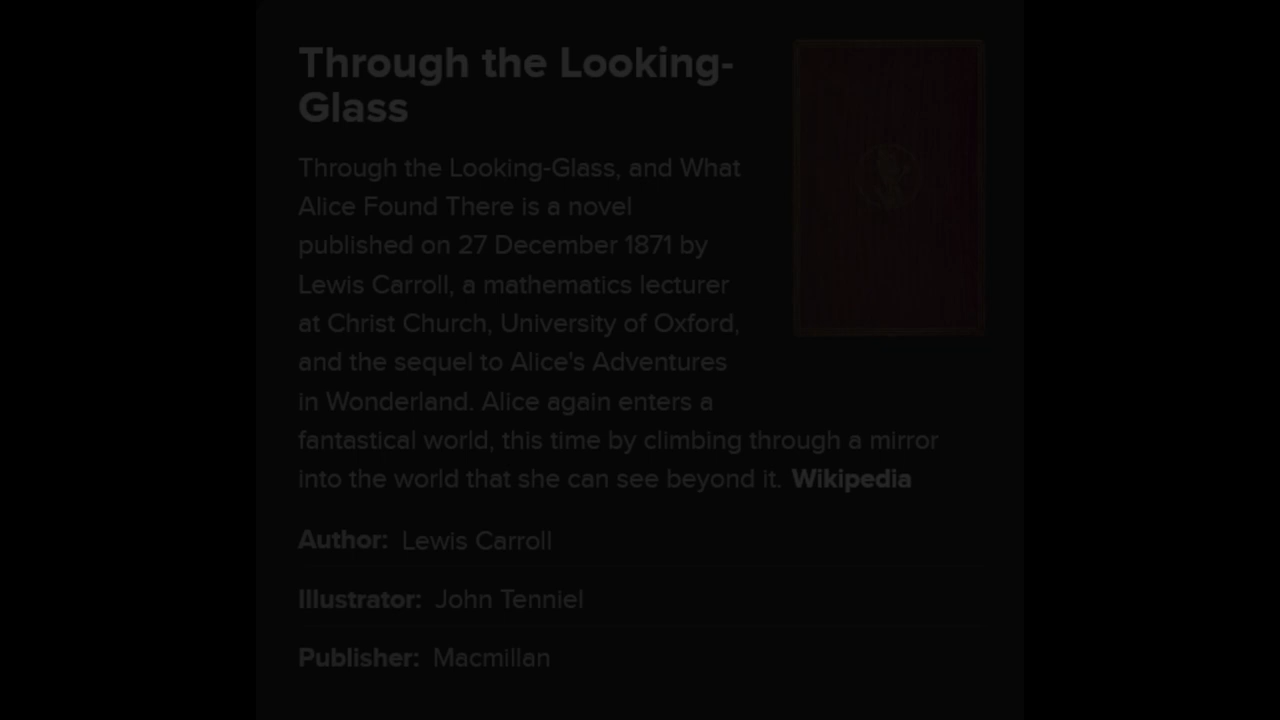 Through the Looking-
Glass
Through the Looking-Glass, and What
Alice Found There is a novel
published on 27 December 1871 by
Lewis Carroll, a mathematics lecturer
at Christ Church, University of Oxford,
and the sequel to Alice's Adventures
in Wonderland. Alice again enters a
fantastical world, this time by climbing through a mirror
into the world that she can see beyond it. Wikipedia
Author: Lewis Carroll
Illustrator: John Tenniel
Publisher: Macmillan